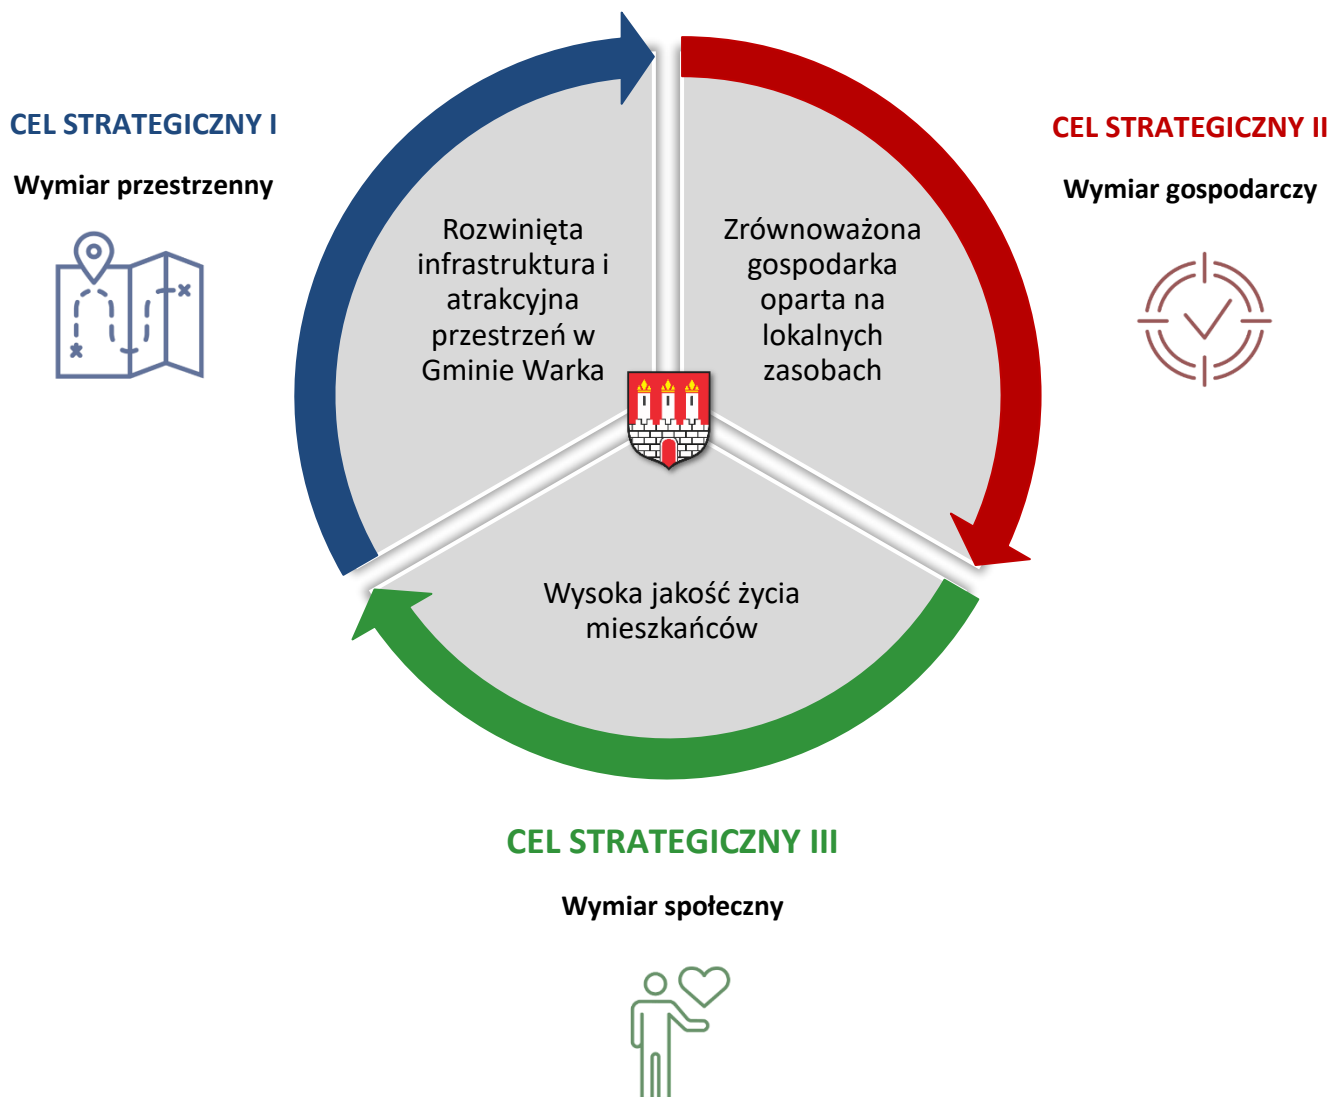 CEL STRATEGICZNY I
Wymiar przestrzenny
Rozwinięta
infrastruktura i
atrakcyjna
przestrzeń w
Gminie Warka
CEL STRATEGICZNY II
Wymiar gospodarczy
Zrównoważona
gospodarka
oparta na
lokalnych
zasobach
Wysoka jakość życia
mieszkańców
CEL STRATEGICZNY III
Wymiar społeczny